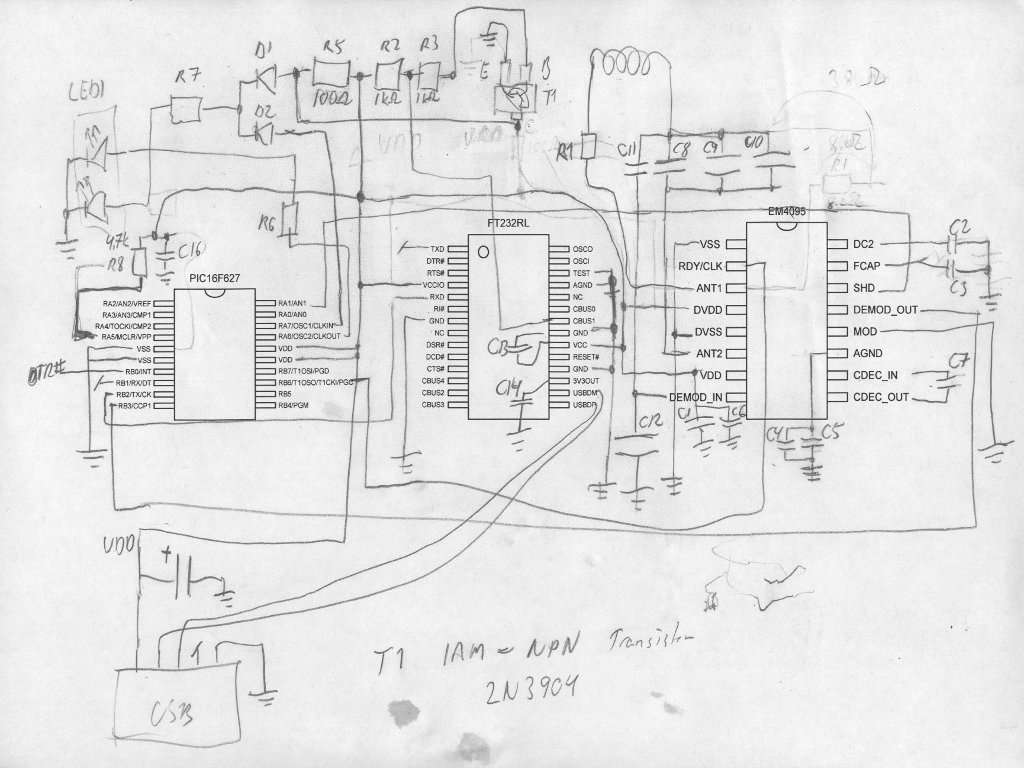 D1
R5
R2
R3
E
B
T1
R7
LED1
100Ω
1kΩ
1kΩ
D2
VDD
R1
C11
C8
C9
C10
R1
R6
4,7k
R8
C16
PIC16F627
RA2/AN2/VREF
RA3/AN3/CMP1
RA4/TOCKI/CMP2
RA5/MCLR/VPP
VSS
VSS
RB0/INT
RB1/RX/DT
RB2/TX/CK
RB3/CCP1
RA1/AN1
RA0/AN0
RA7/OSC1/CLKIN
RA6/OSC2/CLKOUT
VDD
VDD
RB7/T1OSI/PGD
RB6/T1OSO/T1CK/PGC
RB5
RB4/PGM
DTR#
FT232RL
TXD
DTR#
RTS#
VCCIO
RXD
RI#
GND
NC
DSR#
DCD#
CTS#
CBUS4
CBUS2
CBUS3
OSCO
OSCI
TEST
AGND
NC
CBUS0
CBUS1
GND
VCC
RESET#
GND
3V3OUT
USBDM
USBDP
C13
C14
EM4095
VSS
RDY/CLK
ANT1
DVDD
DVSS
ANT2
VDD
DEMOD_IN
DC2
FCAP
SHD
DEMOD_OUT
MOD
AGND
CDEC_IN
CDEC_OUT
C2
C3
C7
C12
C1
C6
C4
C5
VDD
+
USB
T1 1AM = NPN Transistor
2N3904